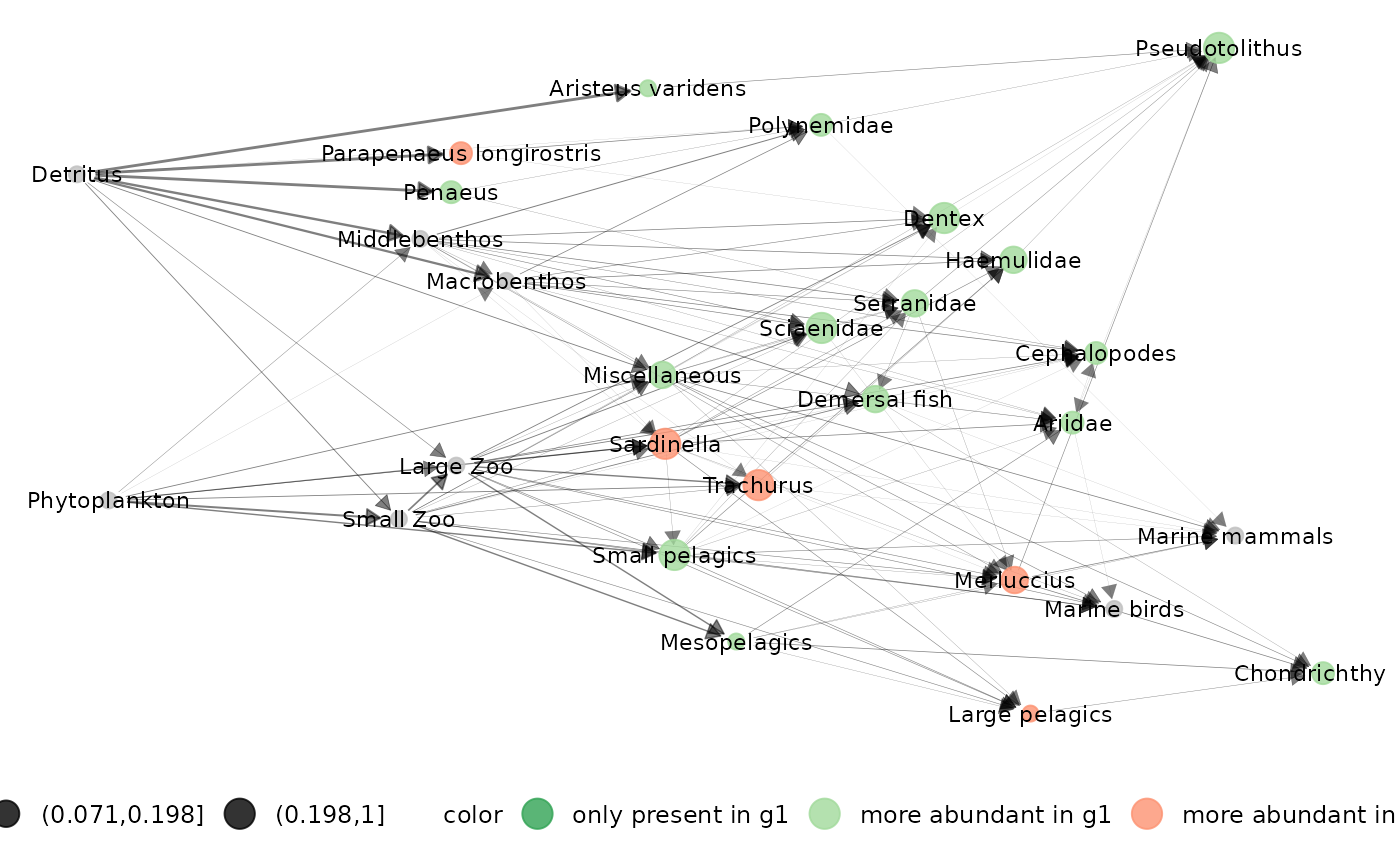 Pseudotolithus
Aristeus varidens
Polynemidae
Parapenaeus longirostris
Detritus
Penaeus
Dentex
Middlebenthos
Haemulidae
Macrobenthos
Serranidae
Sciaenidae
Cephalopodes
Miscellaneous
Demersal fish
Ariidae
Sardinella
Large Zoo
Trachurus
Phytoplankton
Small Zoo
Marine mammals
Small pelagics
Merluccius
Marine birds
Mesopelagics
Chondrichthy
Large pelagics
(0.071,0.198] (0.198,1] color only present in g1 more abundant in g1 more abundant in